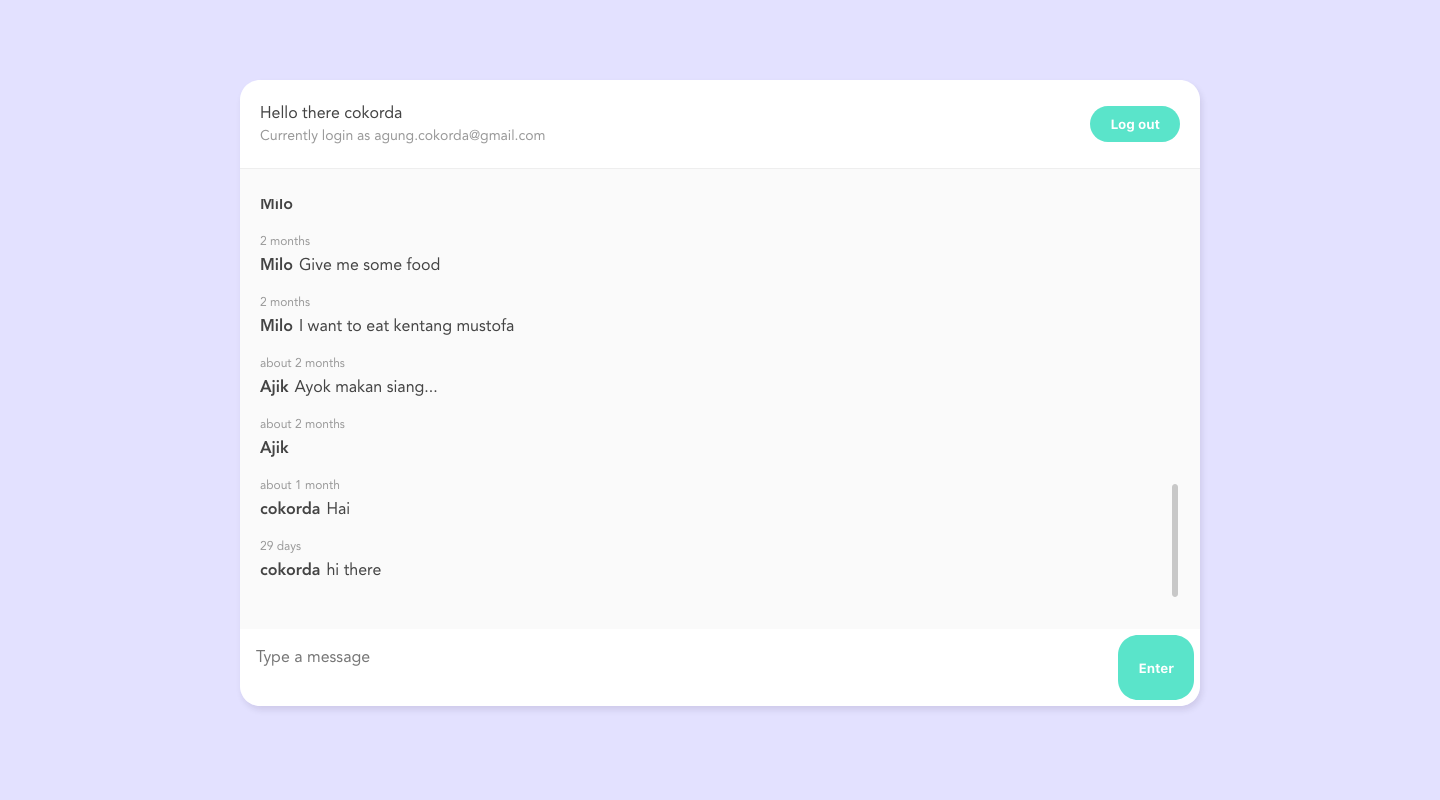 Hello there cokorda
Currently login as agung.cokorda@gmail.com
Log out
Milo
2 months
Milo Give me some food
2 months
Milo I want to eat kentang mustofa
about 2 months
Ajik Ayok makan siang...
about 2 months
Ajik
about 1 month
cokorda Hai
29 days
cokorda hi there
Type a message
Enter